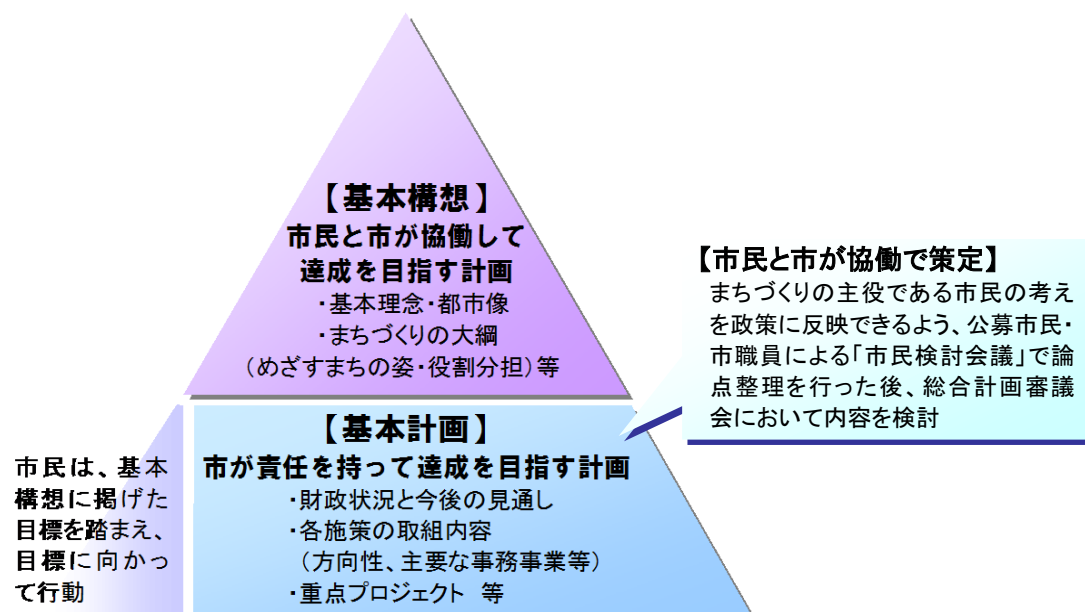 【基本構想】
市民と市が協働して
達成を目指す計画
・基本理念・都市像
・まちづくりの大綱
（めざすまちの姿・役割分担）等
【市民と市が協働で策定】
まちづくりの主役である市民の考え
を政策に反映できるよう、公募市民・
市職員による「市民検討会議」で論
点整理を行った後、総合計画審議
会において内容を検討
【基本計画】
市が責任を持って達成を目指す計画
・財政状況と今後の見通し
・各施策の取組内容
（方向性、主要な事務事業等）
・重点プロジェクト　等
市民は、基本
構想に掲げた
目標を踏まえ、
目標に向かっ
て行動